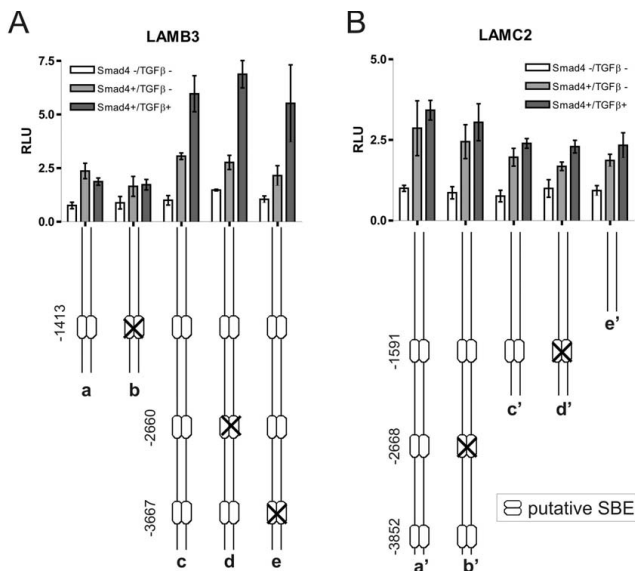 A
LAMB3
7.5
5.0
2.5
0.0
RLU
Smad4 -/TGFβ -
Smad4+/TGFβ -
Smad4+/TGFβ+
-1413
-2660
-3667
a
b
c
d
e
B
LAMC2
5.0
2.5
0.0
RLU
Smad4 -/TGFβ -
Smad4+/TGFβ -
Smad4+/TGFβ+
-1591
-2668
-3852
a’
b’
c’
d’
e’
putative SBE